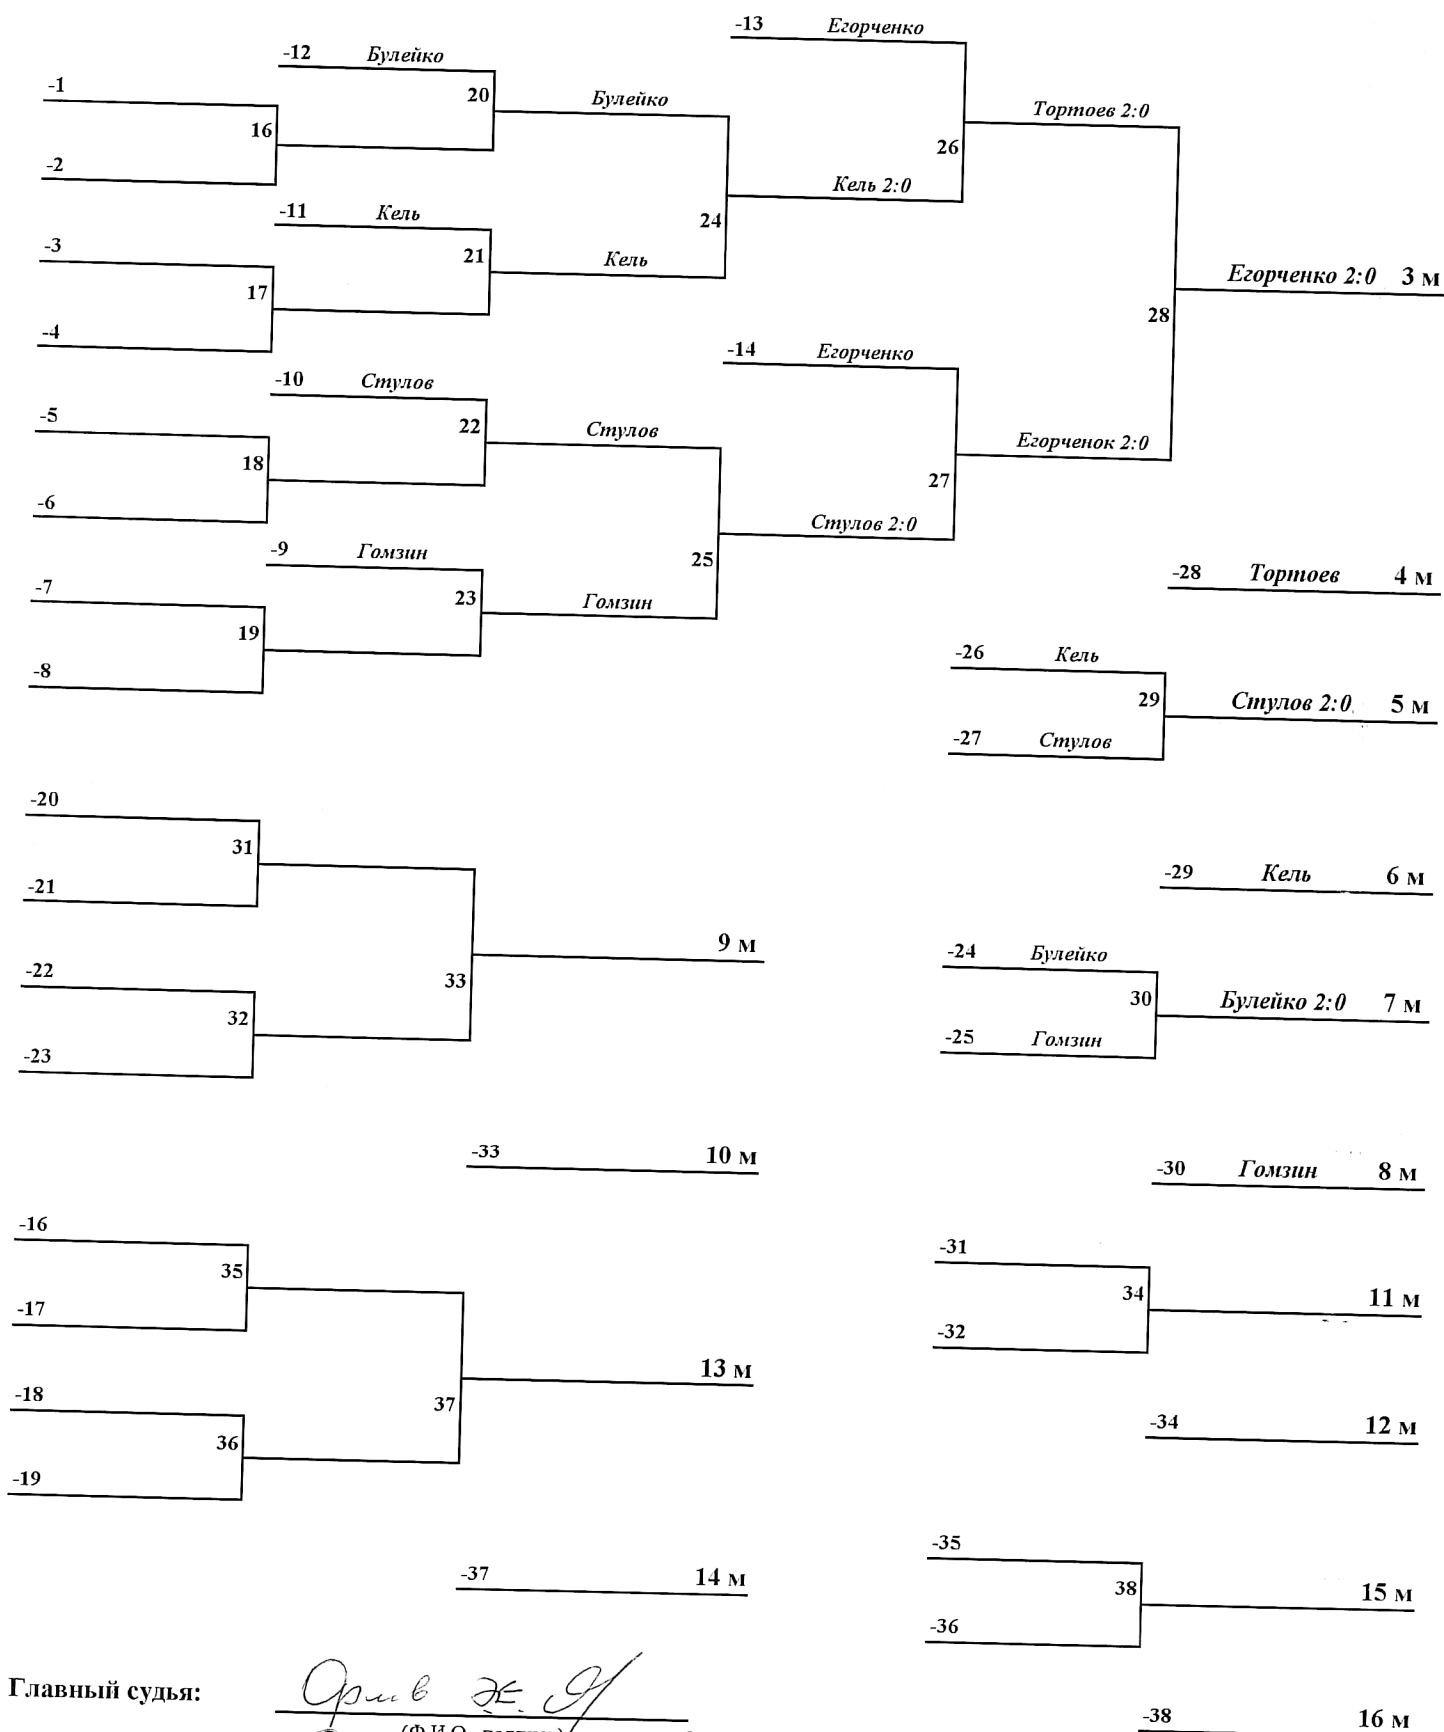 -13 Егорченко
-12 Булейко
-1
20
Булейко
Тортоев 2:0
16
26
-2
Кель 2:0
-11 Кель
24
-3
21
Кель
Егорченко 2:0 3 м
17
28
-4
-14 Егорченко
-10 Стулов
-5
22
Стулов
Егорченок 2:0
18
27
-6
Стулов 2:0
-9 Гомзин
25
-28 Тортоев 4 м
-7
23
Гомзин
19
-26 Кель
-8
29
Стулов 2:0 5 м
-27 Стулов
-20
31
-29 Кель 6 м
-21
9 м
-24 Булейко
-22
33
30
Булейко 2:0 7 м
32
-25 Гомзин
-23
-33 10 м
-30 Гомзин 8 м
-16
-31
35
34
11 м
-17
-32
13 м
-18
37
-34 12 м
36
-19
-35
-37 14 м
38
15 м
-36
Главный судья:
-38 16 м